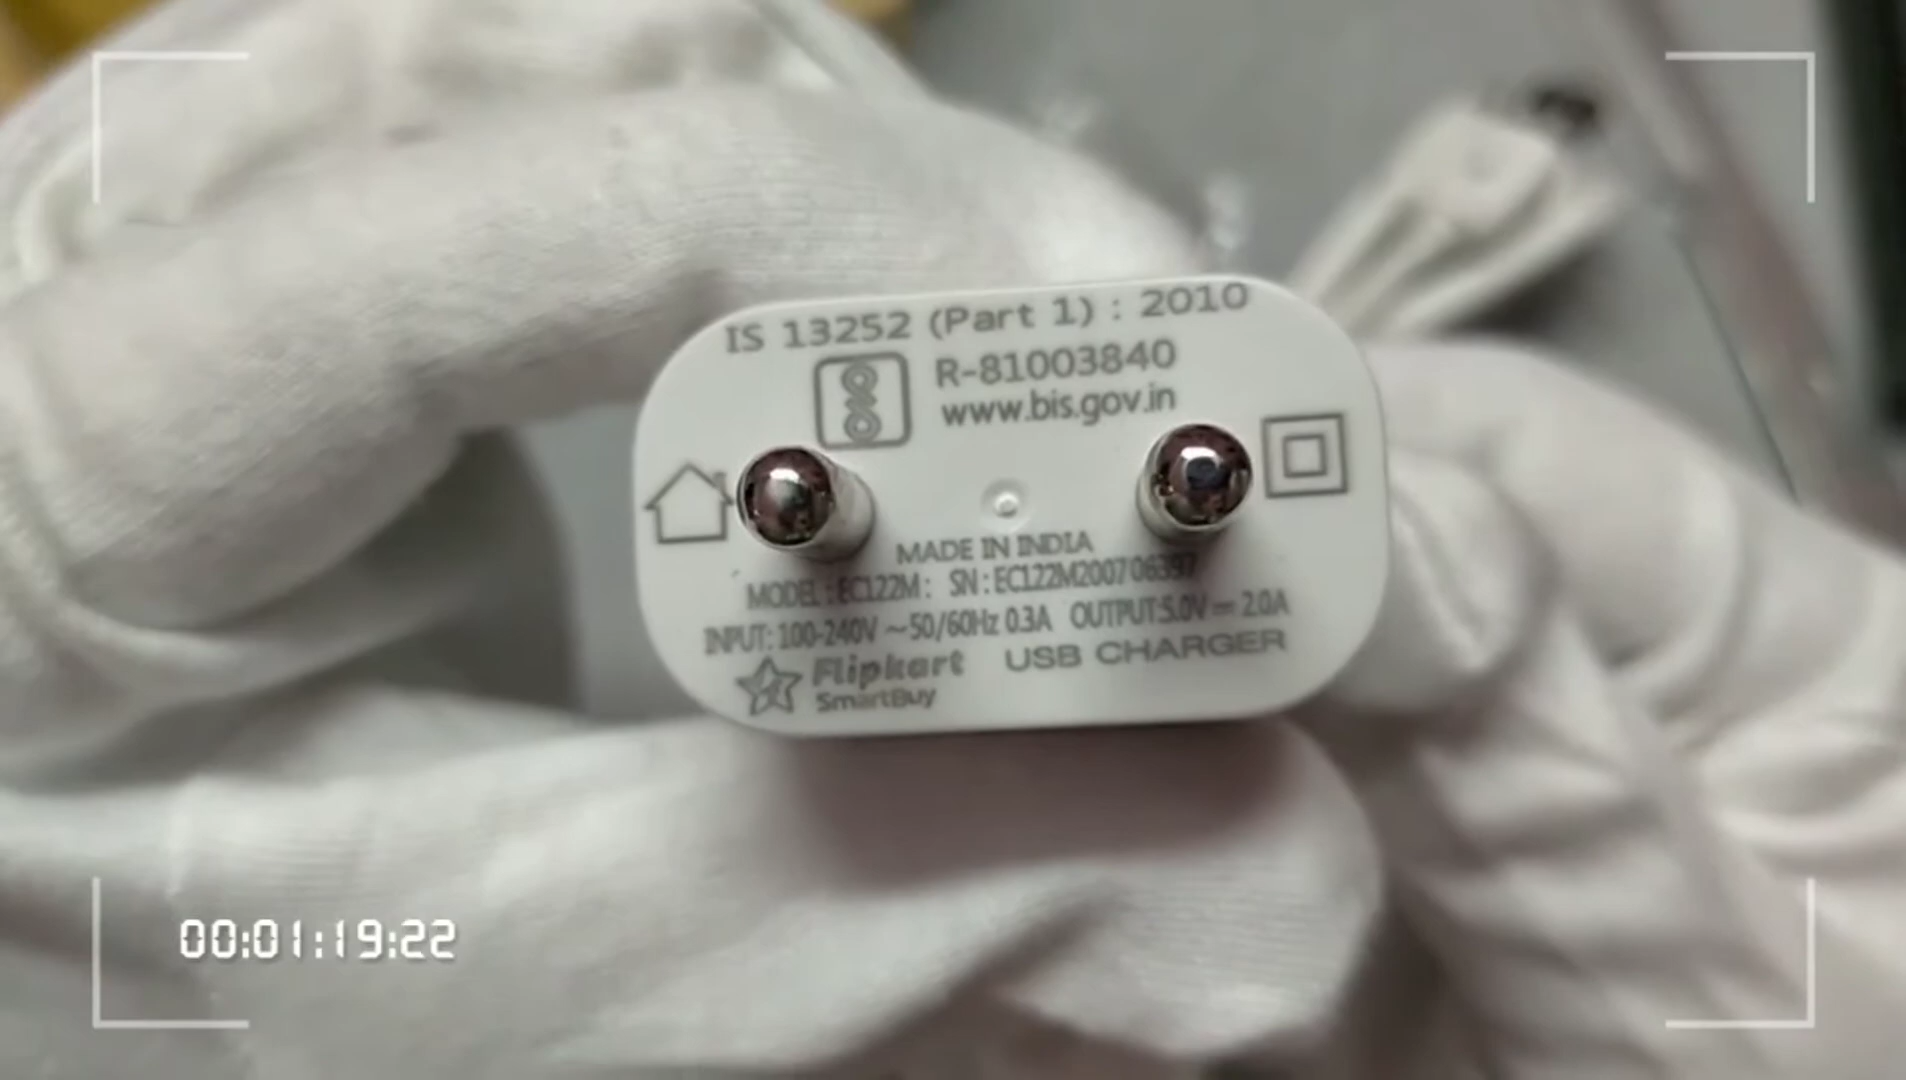 IS 13252 (Part 1) : 2010
R-81003840
www.bis.gov.in
MADE IN INDIA
MODEL : EC122M : SN : EC122M200706397
INPUT: 100-240V ~50/60Hz 0.3A OUTPUT:5.0V ⎓ 2.0A
Flipkart USB CHARGER
SmartBuy
00:01:19:22